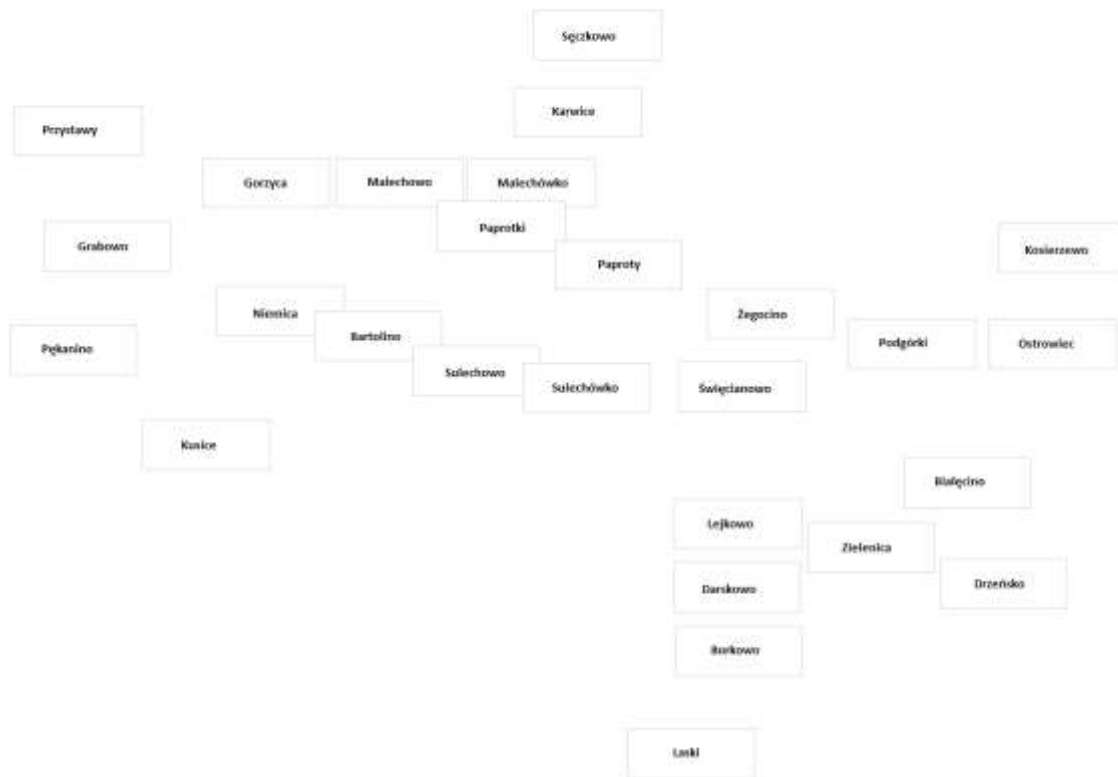 Sęczkowo
Karwice
Przystawy
Gorzyca
Malechowo
Malechówko
Paprotki
Grabowo
Paproty
Kosierzewo
Niemica
Żegocino
Bartolino
Podgórki
Ostrowiec
Pękanino
Sulechowo
Sulechówko
Święcianowo
Kusice
Białęcino
Lejkowo
Zielenica
Drzeńsko
Darskowo
Borkowo
Laski